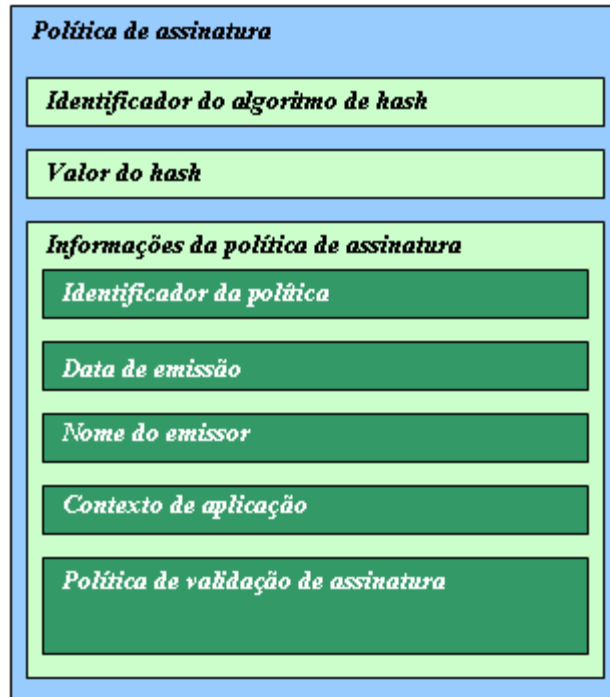 Política de assinatura
Identificador do algoritmo de hash
Valor do hash
Informações da política de assinatura
Identificador da política
Data de emissão
Nome do emissor
Contexto de aplicação
Política de validação de assinatura